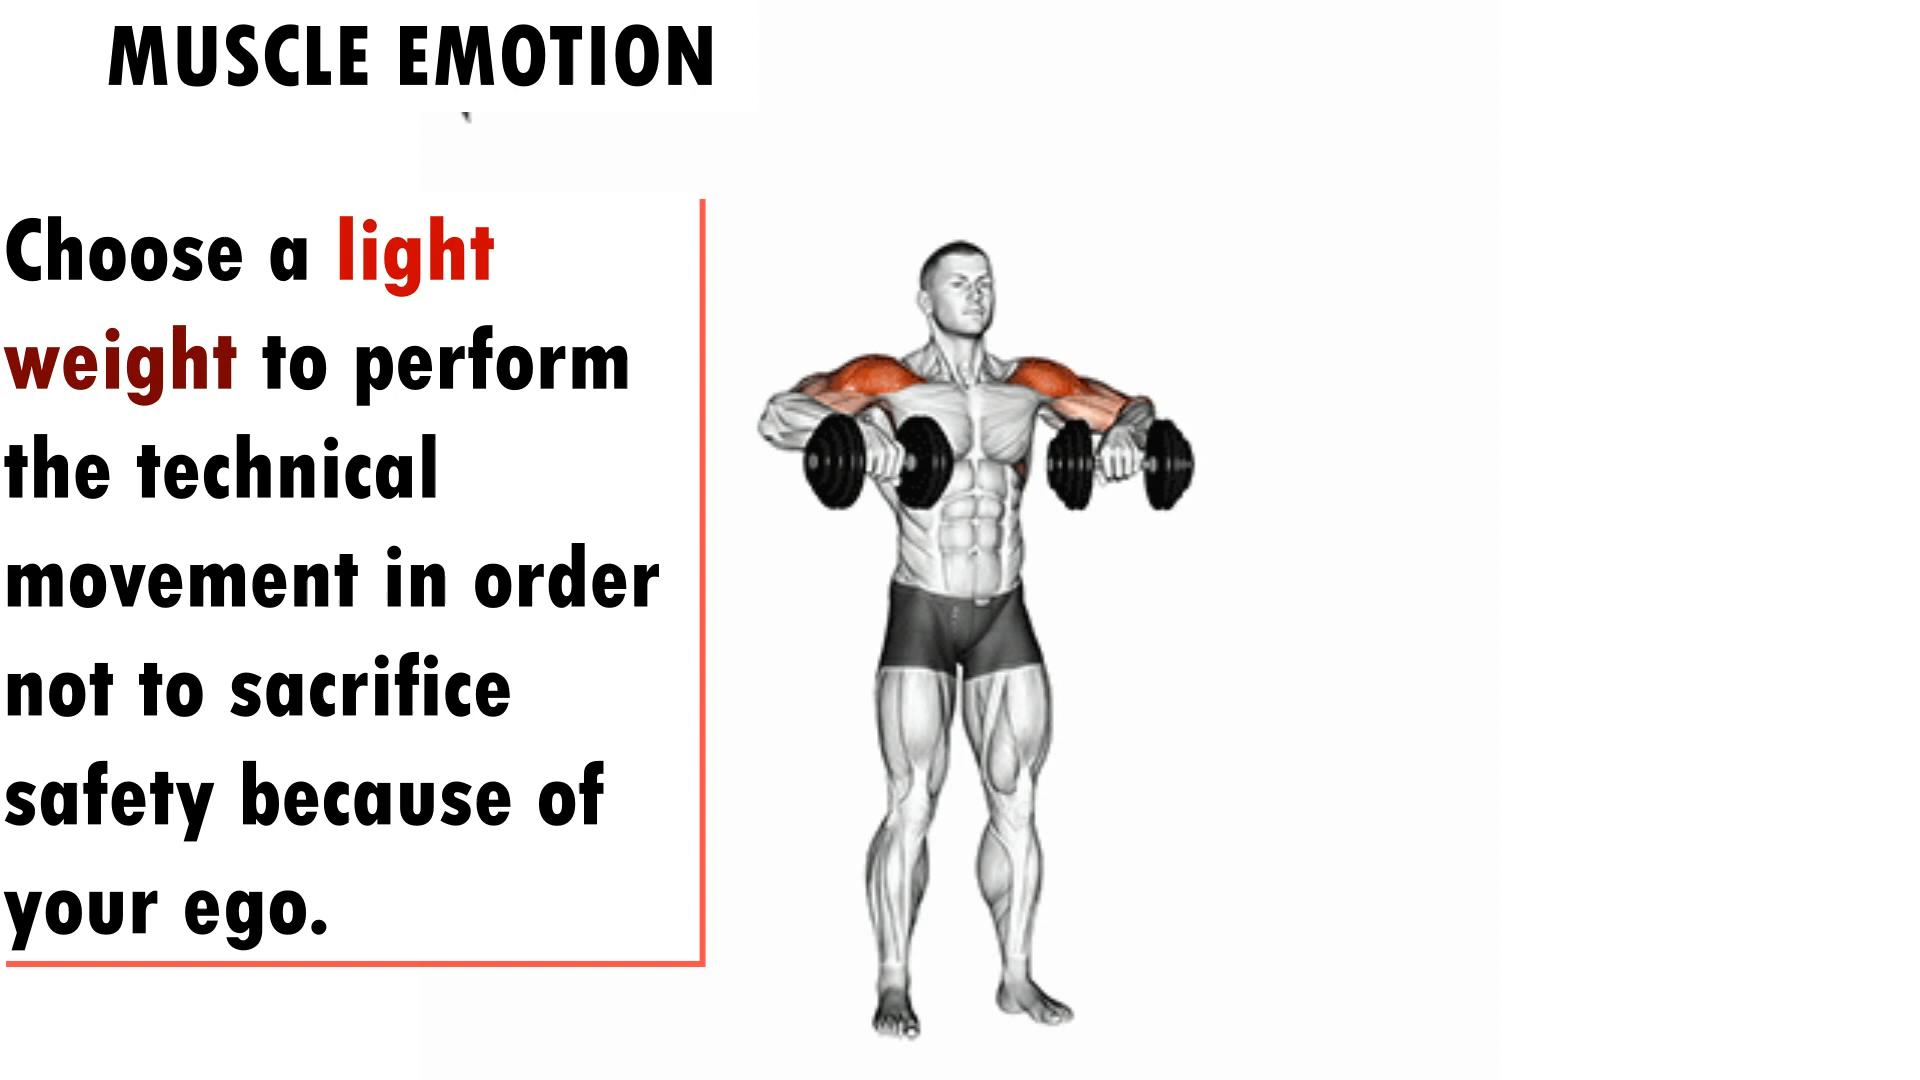 MUSCLE EMOTION
Choose a light
weight to perform
the technical
movement in order
not to sacrifice
safety because of
your ego.